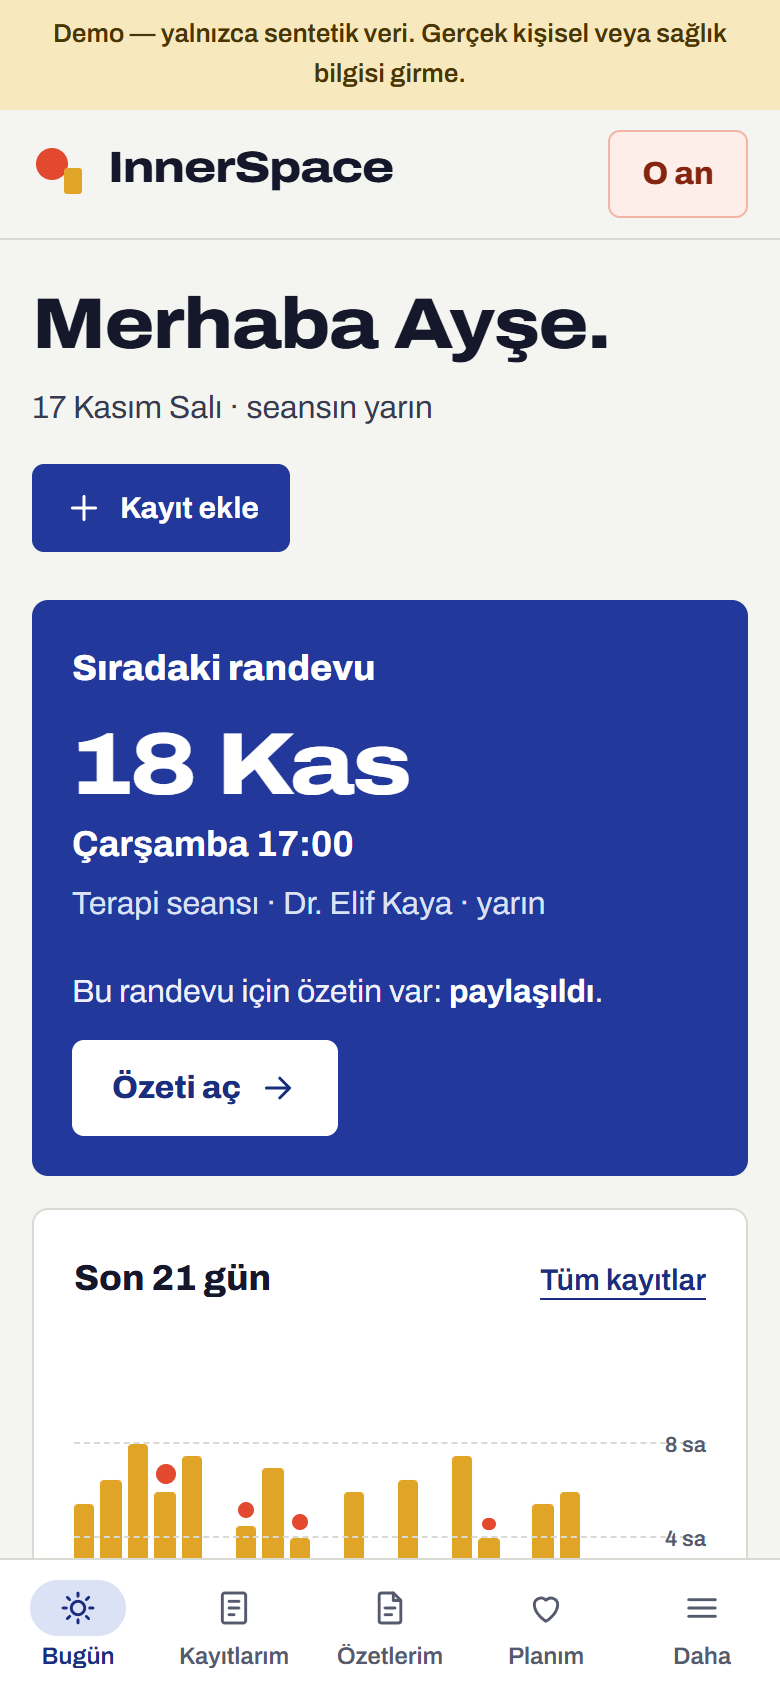 Demo — yalnızca sentetik veri. Gerçek kişisel veya sağlık
bilgisi girme.
InnerSpace
O an
Merhaba Ayşe.
17 Kasım Salı · seansın yarın
Kayıt ekle
Sıradaki randevu
18 Kas
Çarşamba 17:00
Terapi seansı · Dr. Elif Kaya · yarın
Bu randevu için özetin var: paylaşıldı.
Özeti aç
Son 21 gün
Tüm kayıtlar
8 sa
4 sa
Bugün
Kayıtlarım
Özetlerim
Planım
Daha